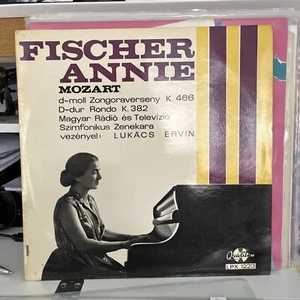 FISCHER
ANNIE
MOZART
d-moll Zongoraverseny K. 466
D-dur Rondo K. 382
Magyar Rádió és Televízió
Szimfonikus Zenekara
vezényel: LUKÁCS ERVIN
Qualiton
LPX 1223